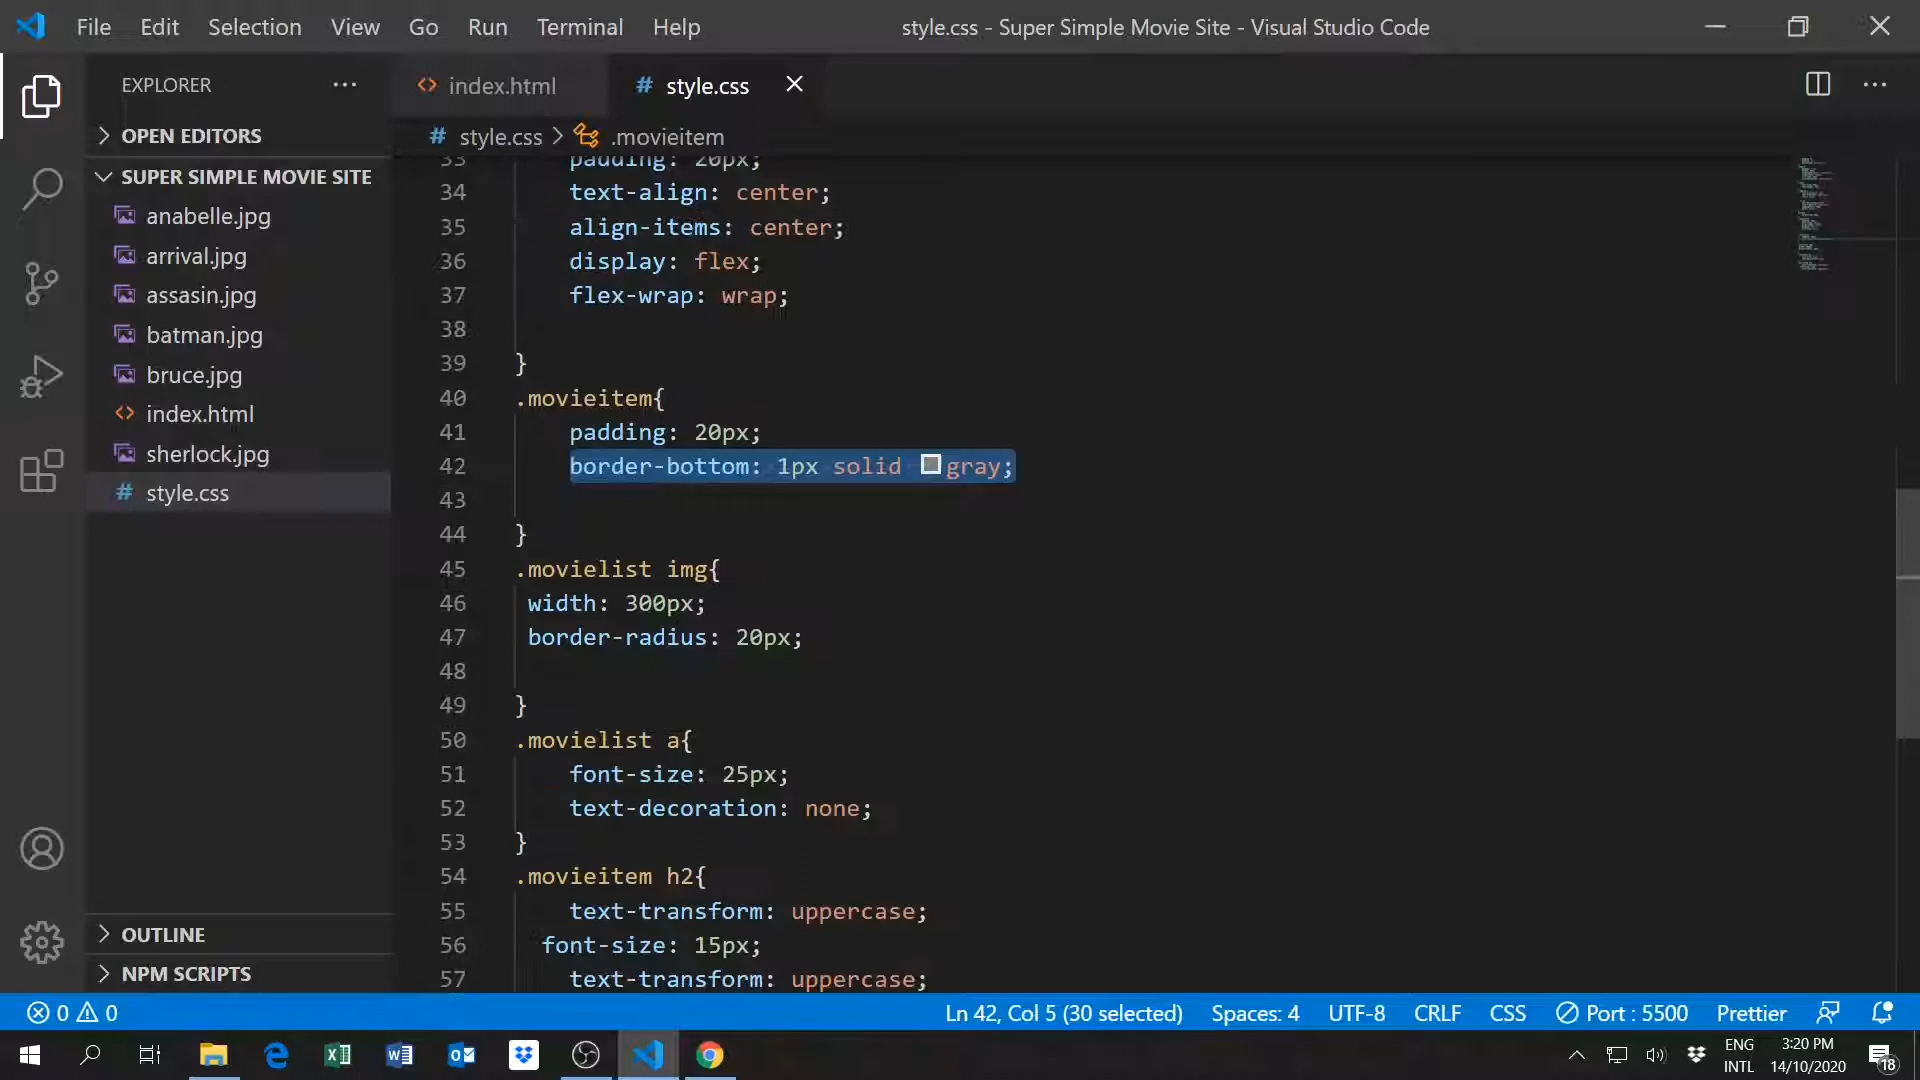 File Edit Selection View Go Run Terminal Help style.css - Super Simple Movie Site - Visual Studio Code
EXPLORER
index.html
style.css
OPEN EDITORS
style.css > .movieitem
SUPER SIMPLE MOVIE SITE
anabelle.jpg
arrival.jpg
assasin.jpg
batman.jpg
bruce.jpg
index.html
sherlock.jpg
style.css
OUTLINE
NPM SCRIPTS
33 padding: 20px;
34 text-align: center;
35 align-items: center;
36 display: flex;
37 flex-wrap: wrap;
38
39 }
40 .movieitem{
41 padding: 20px;
42 border-bottom: 1px solid gray;
43
44 }
45 .movielist img{
46 width: 300px;
47 border-radius: 20px;
48
49 }
50 .movielist a{
51 font-size: 25px;
52 text-decoration: none;
53 }
54 .movieitem h2{
55 text-transform: uppercase;
56 font-size: 15px;
57 text-transform: uppercase;
0 0 Ln 42, Col 5 (30 selected) Spaces: 4 UTF-8 CRLF CSS Port : 5500 Prettier
ENG
INTL
3:20 PM
14/10/2020
18